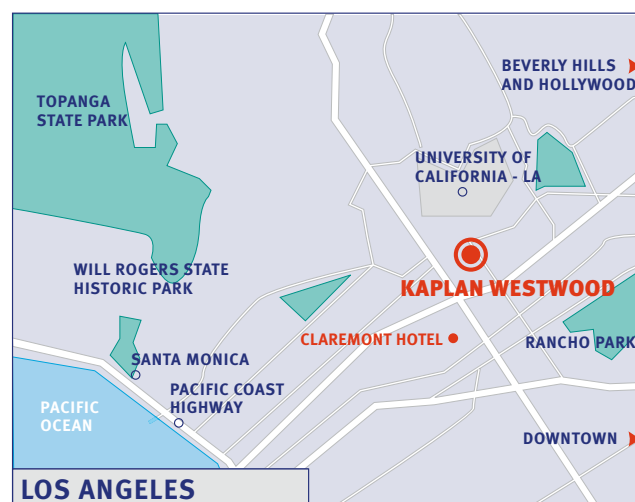 BEVERLY HILLS
AND HOLLYWOOD
TOPANGA
STATE PARK
UNIVERSITY OF
CALIFORNIA - LA
WILL ROGERS STATE
HISTORIC PARK
KAPLAN WESTWOOD
CLAREMONT HOTEL
RANCHO PARK
SANTA MONICA
PACIFIC COAST
HIGHWAY
PACIFIC
OCEAN
DOWNTOWN
LOS ANGELES